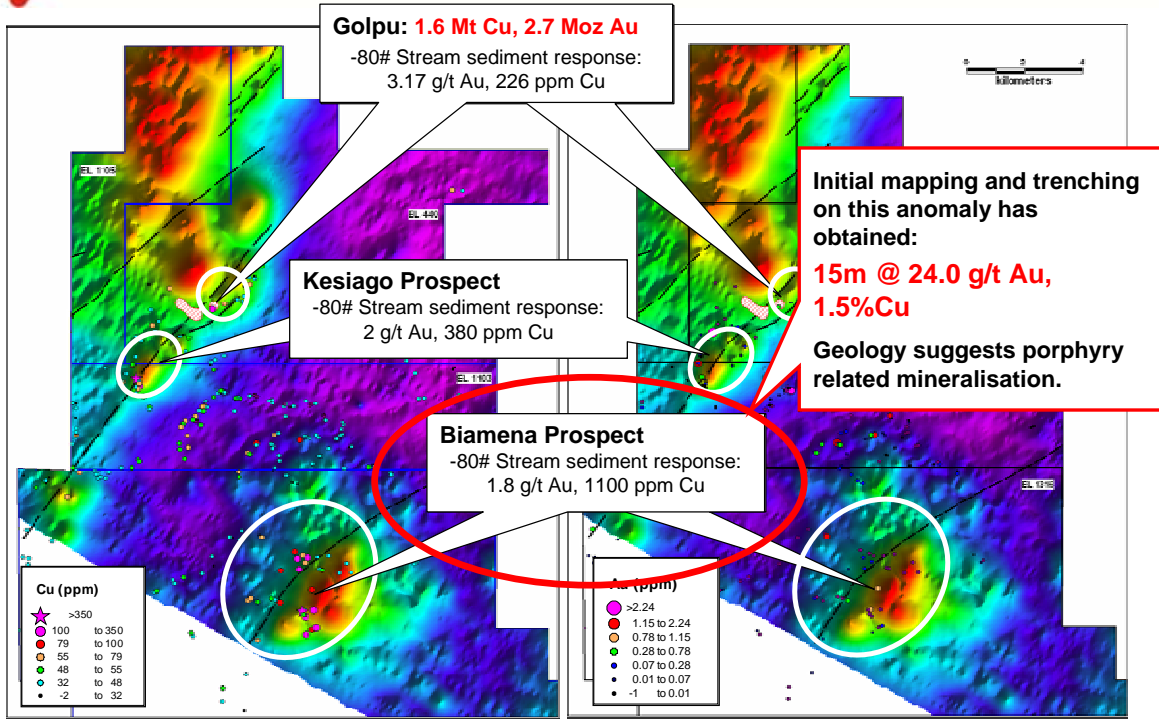 Golpu: 1.6 Mt Cu, 2.7 Moz Au
-80# Stream sediment response:
3.17 g/t Au, 226 ppm Cu
kilometers
EL 1105
EL 440
Initial mapping and trenching
on this anomaly has
obtained:
15m @ 24.0 g/t Au,
1.5%Cu
Geology suggests porphyry
related mineralisation.
Kesiago Prospect
-80# Stream sediment response:
2 g/t Au, 380 ppm Cu
EL 1103
Biamena Prospect
-80# Stream sediment response:
1.8 g/t Au, 1100 ppm Cu
EL 1316
Cu (ppm)
>350
100 to 350
79 to 100
55 to 79
48 to 55
32 to 48
-2 to 32
Au (ppm)
>2.24
1.15 to 2.24
0.78 to 1.15
0.28 to 0.78
0.07 to 0.28
0.01 to 0.07
-1 to 0.01